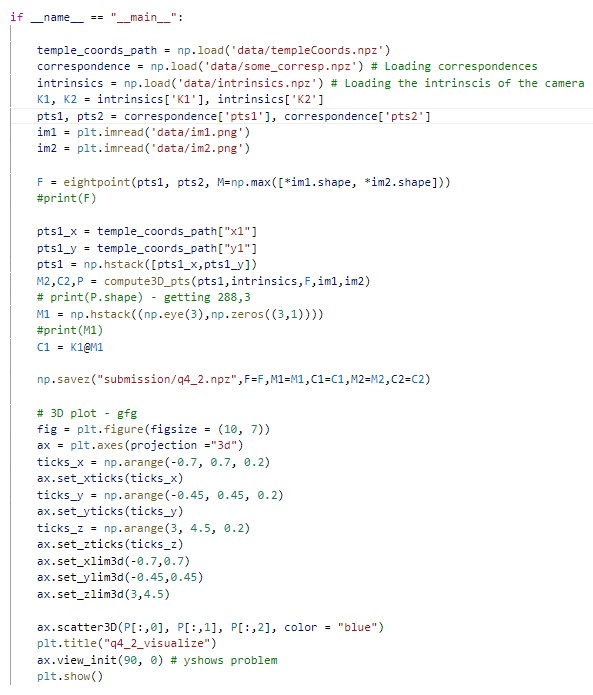 if __name__ == "__main__":
temple_coords_path = np.load('data/templeCoords.npz')
correspondence = np.load('data/some_corresp.npz') # Loading correspondences
intrinsics = np.load('data/intrinsics.npz') # Loading the intrinscis of the camera
K1, K2 = intrinsics['K1'], intrinsics['K2']
pts1, pts2 = correspondence['pts1'], correspondence['pts2']
im1 = plt.imread('data/im1.png')
im2 = plt.imread('data/im2.png')
F = eightpoint(pts1, pts2, M=np.max([*im1.shape, *im2.shape]))
#print(F)
pts1_x = temple_coords_path["x1"]
pts1_y = temple_coords_path["y1"]
pts1 = np.hstack([pts1_x,pts1_y])
M2,C2,P = compute3D_pts(pts1,intrinsics,F,im1,im2)
# print(P.shape) - getting 288,3
M1 = np.hstack((np.eye(3),np.zeros((3,1))))
#print(M1)
C1 = K1@M1
np.savez("submission/q4_2.npz",F=F,M1=M1,C1=C1,M2=M2,C2=C2)
# 3D plot - gfg
fig = plt.figure(figsize = (10, 7))
ax = plt.axes(projection ="3d")
ticks_x = np.arange(-0.7, 0.7, 0.2)
ax.set_xticks(ticks_x)
ticks_y = np.arange(-0.45, 0.45, 0.2)
ax.set_yticks(ticks_y)
ticks_z = np.arange(3, 4.5, 0.2)
ax.set_zticks(ticks_z)
ax.set_xlim3d(-0.7,0.7)
ax.set_ylim3d(-0.45,0.45)
ax.set_zlim3d(3,4.5)
ax.scatter3D(P[:,0], P[:,1], P[:,2], color = "blue")
plt.title("q4_2_visualize")
ax.view_init(90, 0) # yshows problem
plt.show()